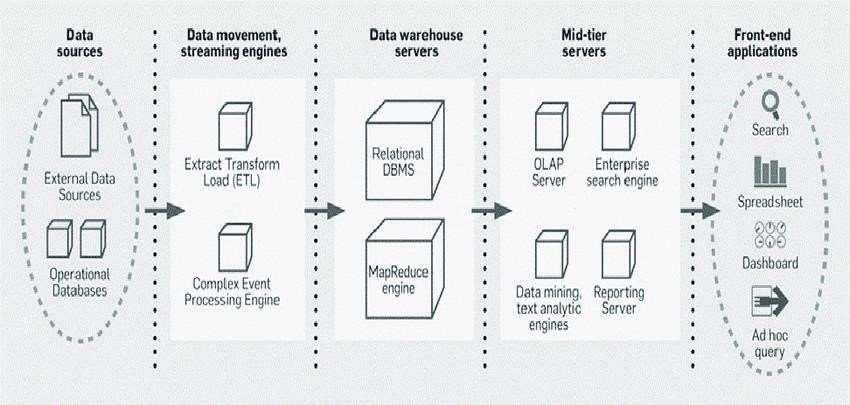 Data
sources
Data movement,
streaming engines
Data warehouse
servers
Mid-tier
servers
Front-end
applications
External Data
Sources
Operational
Databases
Extract Transform
Load (ETL)
Complex Event
Processing Engine
Relational
DBMS
MapReduce
engine
OLAP
Server
Enterprise
search engine
Data mining,
text analytic
engines
Reporting
Server
Search
Spreadsheet
Dashboard
Ad hoc
query